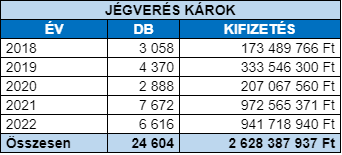 JÉGVERÉS KÁROK
ÉV DB KIFIZETÉS
2018 3 058 173 489 766 Ft
2019 4 370 333 546 300 Ft
2020 2 888 207 067 560 Ft
2021 7 672 972 565 371 Ft
2022 6 616 941 718 940 Ft
Összesen 24 604 2 628 387 937 Ft